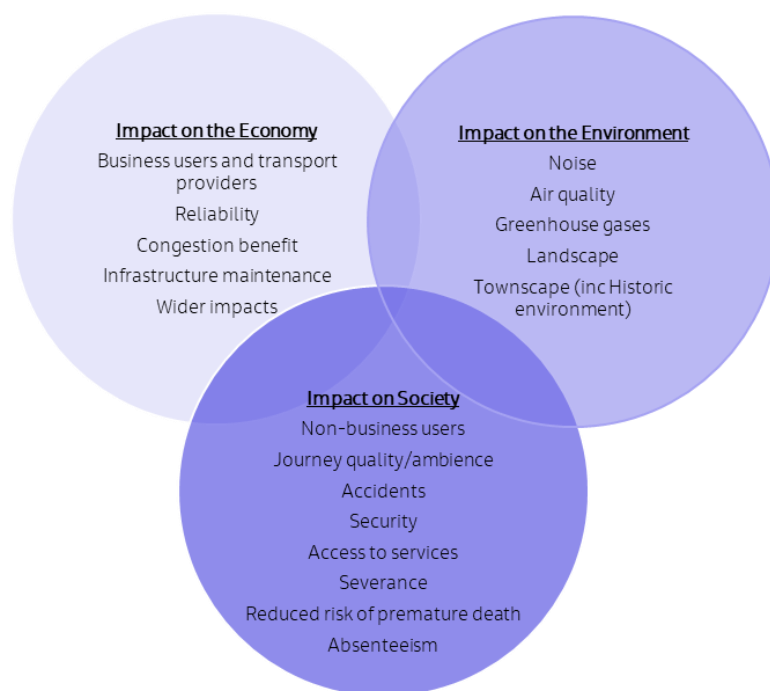 Impact on the Economy
Business users and transport
providers
Reliability
Congestion benefit
Infrastructure maintenance
Wider impacts
Impact on the Environment
Noise
Air quality
Greenhouse gases
Landscape
Townscape (inc Historic
environment)
Impact on Society
Non-business users
Journey quality/ambience
Accidents
Security
Access to services
Severance
Reduced risk of premature death
Absenteeism